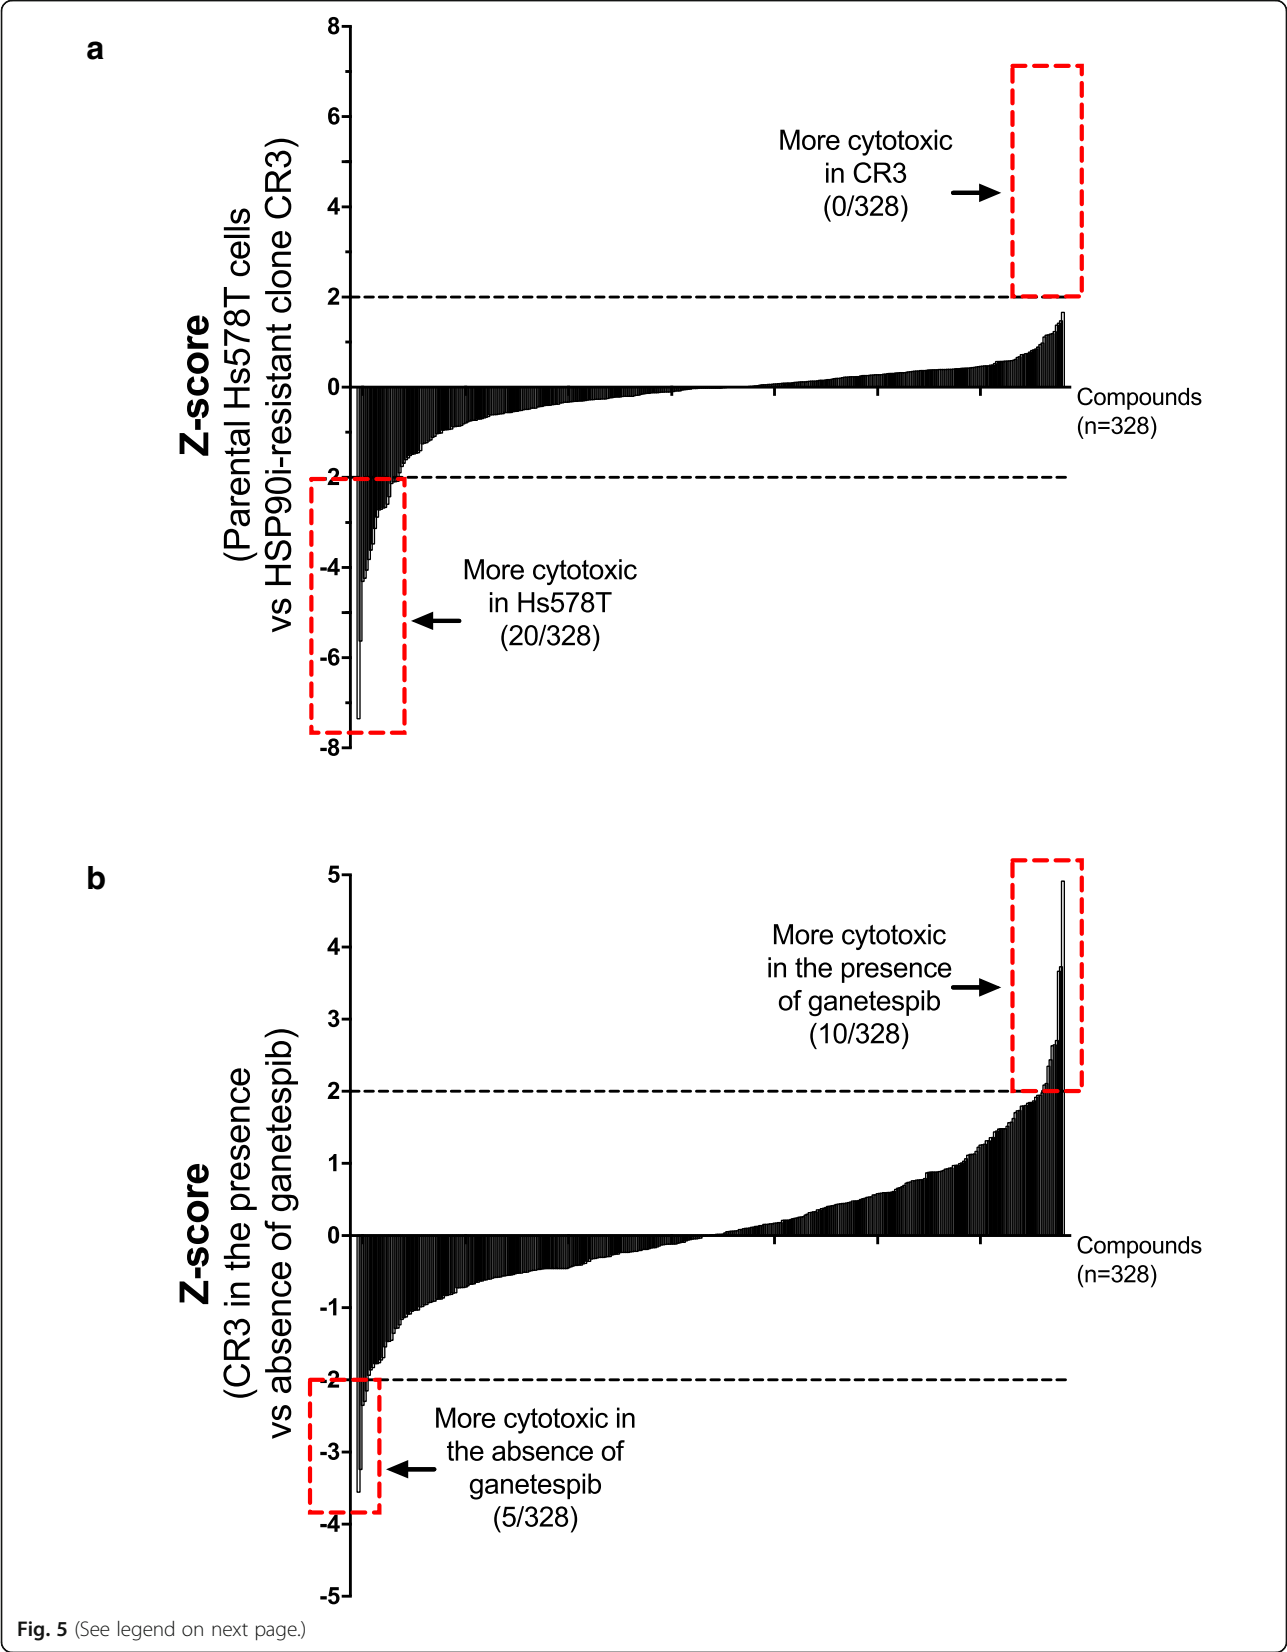 a
Z-score
(Parental Hs578T cells
vs HSP90i-resistant clone CR3)
8
6
4
2
0
-2
-4
-6
-8
More cytotoxic
in CR3
(0/328)
Compounds
(n=328)
More cytotoxic
in Hs578T
(20/328)
b
Z-score
(CR3 in the presence
vs absence of ganetespib)
5
4
3
2
1
0
-1
-2
-3
-4
-5
More cytotoxic
in the presence
of ganetespib
(10/328)
Compounds
(n=328)
More cytotoxic in
the absence of
ganetespib
(5/328)
Fig. 5 (See legend on next page.)